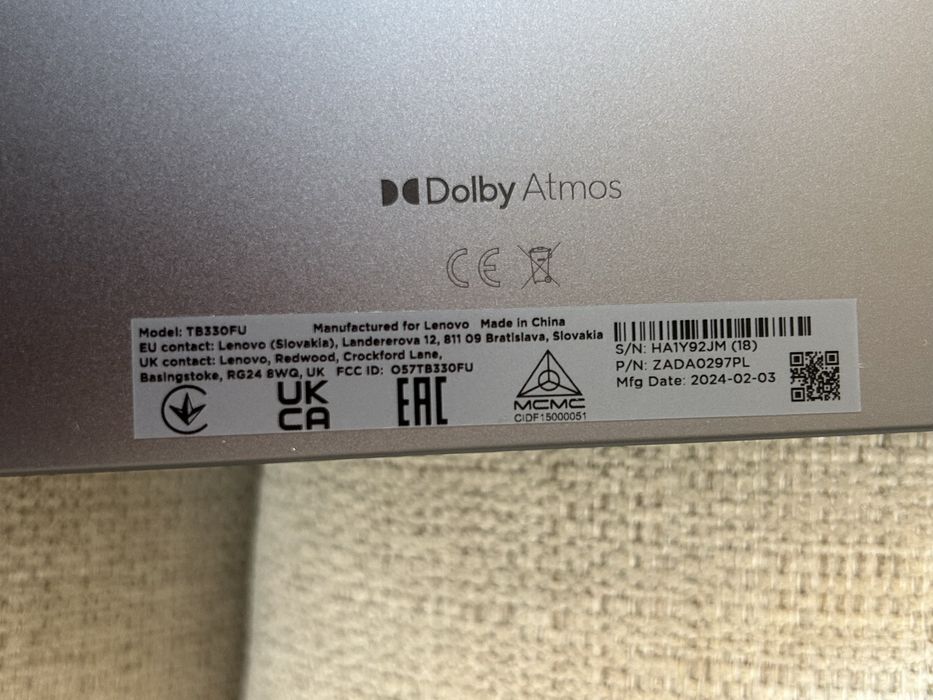 Dolby Atmos
CE
Model: TB330FU Manufactured for Lenovo Made in China
EU contact: Lenovo (Slovakia), Landererova 12, 811 09 Bratislava, Slovakia
UK contact: Lenovo, Redwood, Crockford Lane,
Basingstoke, RG24 8WQ, UK FCC ID: O57TB330FU
UK
CA
EAC
MCMC
CIDF15000051
S/N: HA1Y92JM (18)
P/N: ZADA0297PL
Mfg Date: 2024-02-03